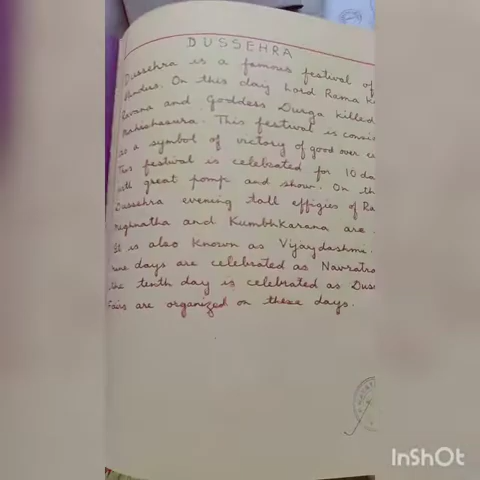 DUSSEHRA
Dussehra is a famous festival of
Hindus. On this day Lord Rama
Ravana and Goddess Durga killed
Mahishasura. This festival is
as a symbol of victory of good over
This festival is celebrated for 10
with great pomp and show. On
Dussehra evening tall effigies of
Meghnatha and Kumbhkarana are
It is also known as Vijaydashmi.
nine days are celebrated as
the tenth day is celebrated as
Fairs are organized on these days.
InShOt